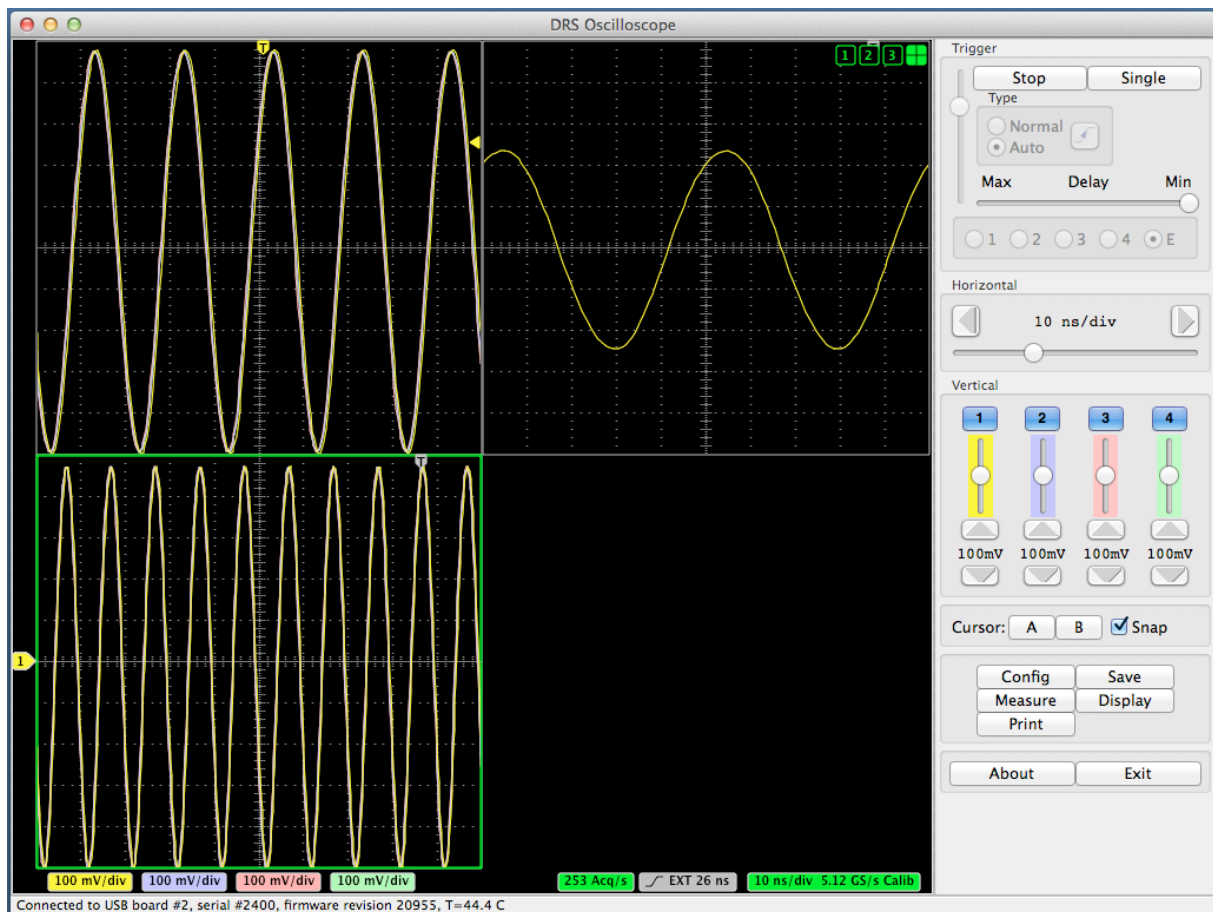 DRS Oscilloscope
T
1 2 3
T
1
100 mV/div 100 mV/div 100 mV/div 100 mV/div
253 Acq/s EXT 26 ns 10 ns/div 5.12 GS/s Calib
Trigger
Stop Single
Type
Normal
Auto
Max Delay Min
1 2 3 4 E
Horizontal
10 ns/div
Vertical
1 2 3 4
100mV 100mV 100mV 100mV
Cursor: A B Snap
Config Save
Measure Display
Print
About Exit
Connected to USB board #2, serial #2400, firmware revision 20955, T=44.4 C